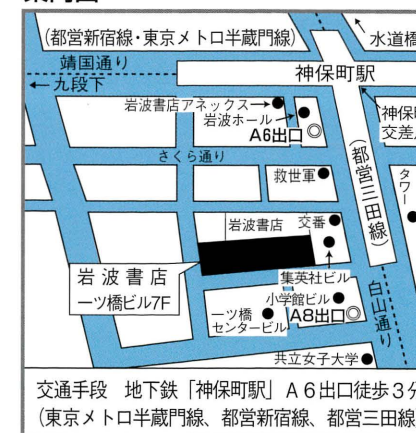 (都営新宿線・東京メトロ半蔵門線)
水道橋
靖国通り
神保町駅
←九段下
岩波書店アネックス→
岩波ホール
A6出口
交差
さくら通り
(都営三田線)
タワー
救世軍
岩波書店
交番
集英社ビル
岩波書店
一ツ橋ビル7F
小学館ビル
一ツ橋
センタービル
A8出口
白山通り
共立女子大学
交通手段 地下鉄「神保町駅」A6出口徒歩3分
(東京メトロ半蔵門線、都営新宿線、都営三田線